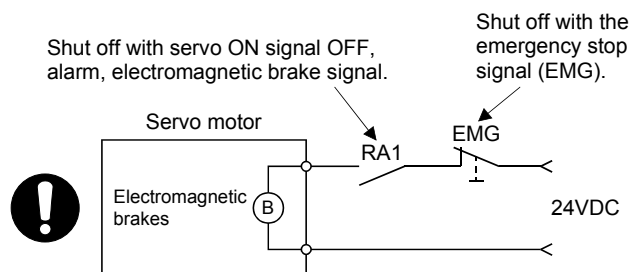 Shut off with servo ON signal OFF,
alarm, electromagnetic brake signal.
Shut off with the
emergency stop
signal (EMG).
Servo motor
RA1
EMG
Electromagnetic
brakes
B
24VDC